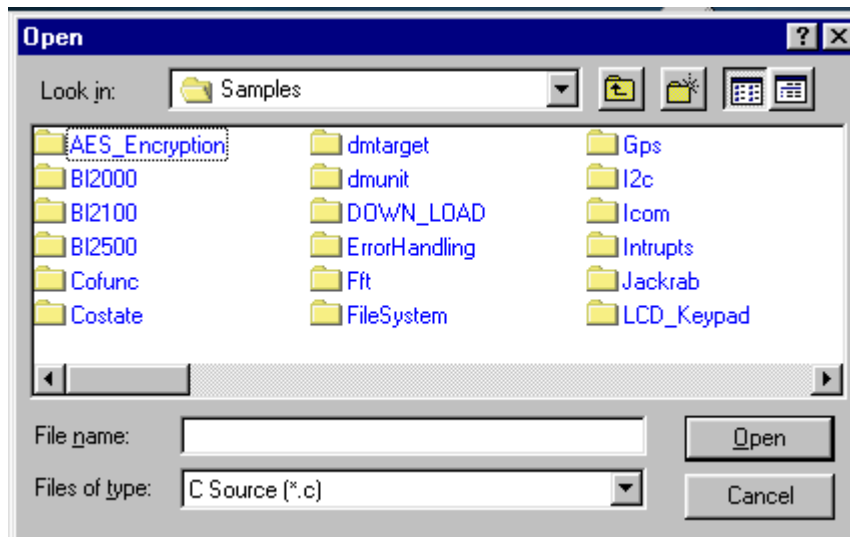 Open
Look in: Samples
AES_Encryption dmtarget Gps
BI2000 dmunit I2c
BI2100 DOWN_LOAD Icom
BI2500 ErrorHandling Intrupts
Cofunc Fft Jackrab
Costate FileSystem LCD_Keypad
File name: Open
Files of type: C Source (*.c) Cancel